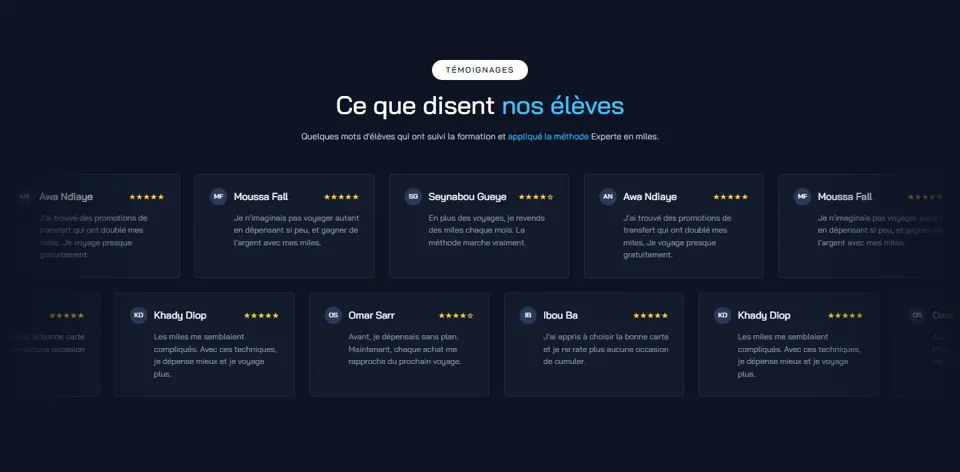 TÉMOIGNAGES
Ce que disent nos élèves
Quelques mots d'élèves qui ont suivi la formation et appliqué la méthode Experte en miles.
AN Awa Ndiaye ★★★★★
J'ai trouvé des promotions de
transfert qui ont doublé mes
miles. Je voyage presque
gratuitement.
MF Moussa Fall ★★★★★
Je n'imaginais pas voyager autant
en dépensant si peu, et gagner de
l'argent avec mes miles.
SG Seynabou Gueye ★★★★☆
En plus des voyages, je revends
des miles chaque mois. La
méthode marche vraiment.
AN Awa Ndiaye ★★★★★
J'ai trouvé des promotions de
transfert qui ont doublé mes
miles. Je voyage presque
gratuitement.
MF Moussa Fall ★★★★★
Je n'imaginais pas voyager autant
en dépensant si peu, et gagner de
l'argent avec mes miles.
★★★★★
la bonne carte
aucune occasion
KD Khady Diop ★★★★★
Les miles me semblaient
compliqués. Avec ces techniques,
je dépense mieux et je voyage
plus.
OS Omar Sarr ★★★★☆
Avant, je dépensais sans plan.
Maintenant, chaque achat me
rapproche du prochain voyage.
IB Ibou Ba ★★★★★
J'ai appris à choisir la bonne carte
et je ne rate plus aucune occasion
de cumuler.
KD Khady Diop ★★★★★
Les miles me semblaient
compliqués. Avec ces techniques,
je dépense mieux et je voyage
plus.
OS